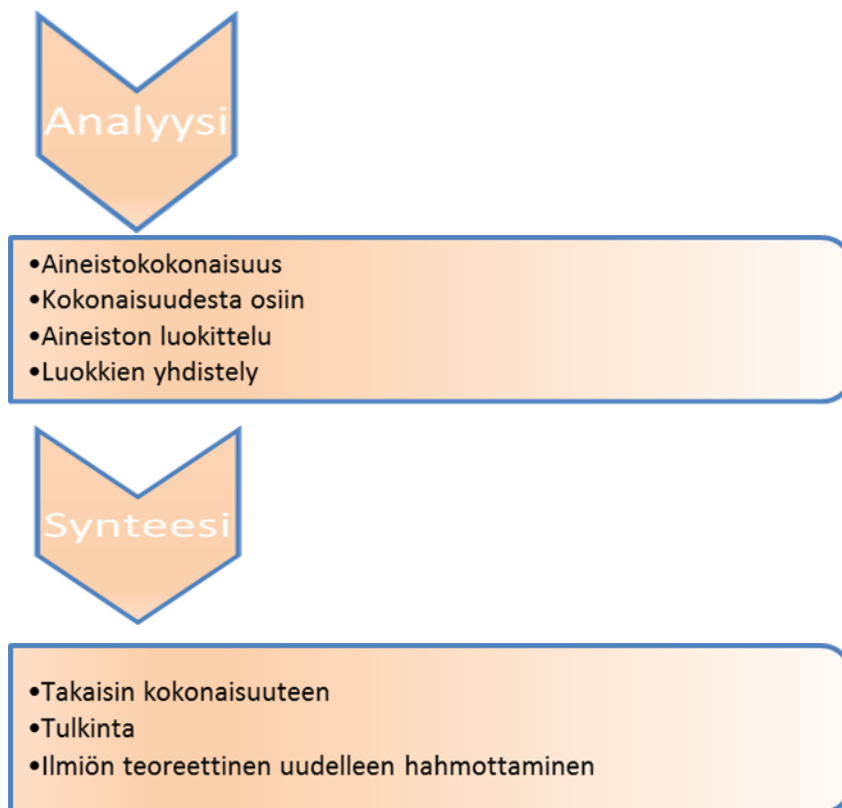 Analyysi
•Aineistokokonaisuus
•Kokonaisuudesta osiin
•Aineiston luokittelu
•Luokkien yhdistely
Synteesi
•Takaisin kokonaisuuteen
•Tulkinta
•Ilmiön teoreettinen uudelleen hahmottaminen